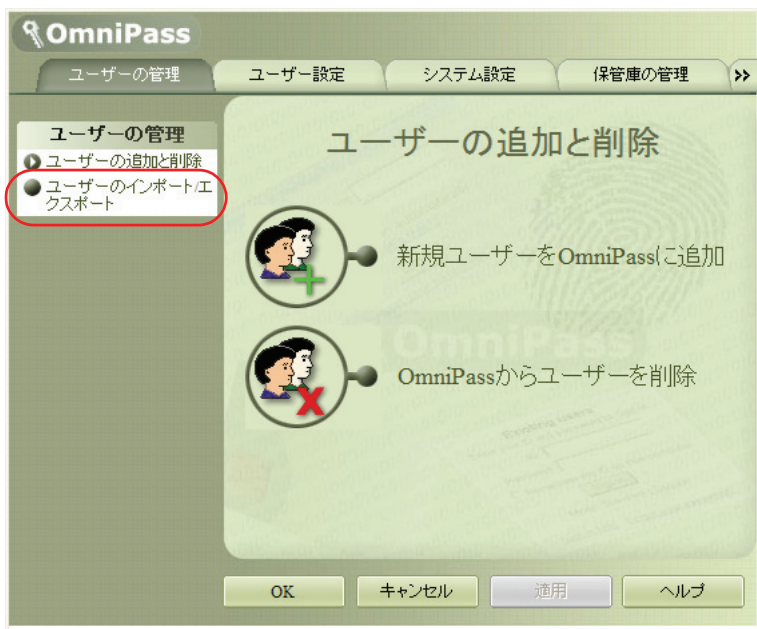 OmniPass
ユーザーの管理 ユーザー設定 システム設定 保管庫の管理 >>
ユーザーの管理
ユーザーの追加と削除
ユーザーのインポート/エ
クスポート
ユーザーの追加と削除
新規ユーザーをOmniPassに追加
OmniPass
OmniPassからユーザーを削除
Existing users
OK キャンセル 適用 ヘルプ